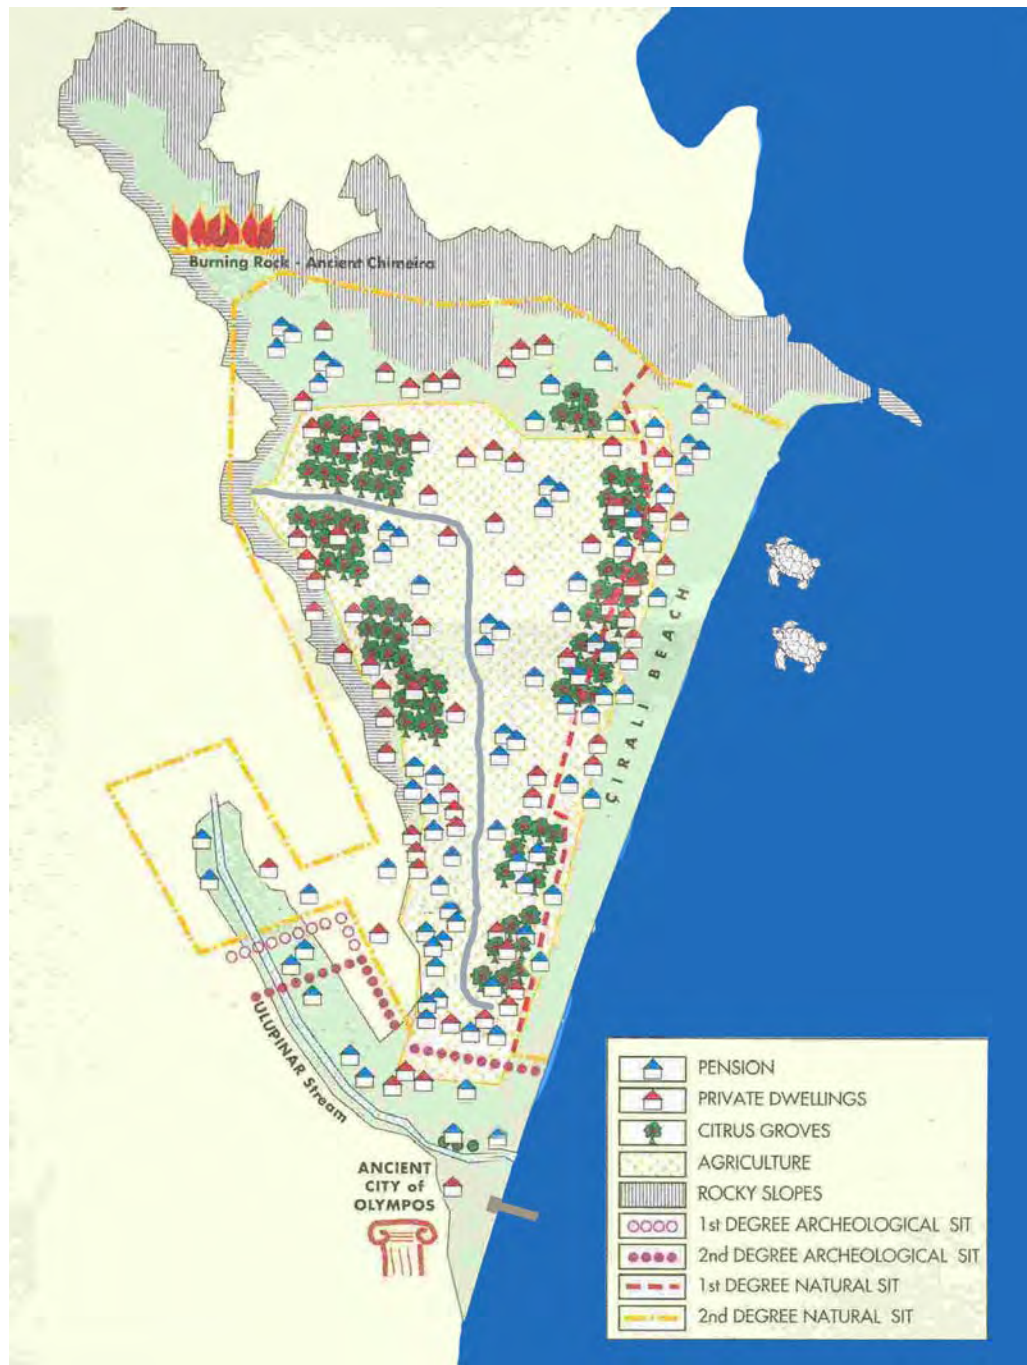 Burning Rock - Ancient Chimeira
ÇIRALI BEACH
ULUPINAR Stream
ANCIENT
CITY of
OLYMPOS
PENSION
PRIVATE DWELLINGS
CITRUS GROVES
AGRICULTURE
ROCKY SLOPES
1st DEGREE ARCHEOLOGICAL SIT
2nd DEGREE ARCHEOLOGICAL SIT
1st DEGREE NATURAL SIT
2nd DEGREE NATURAL SIT